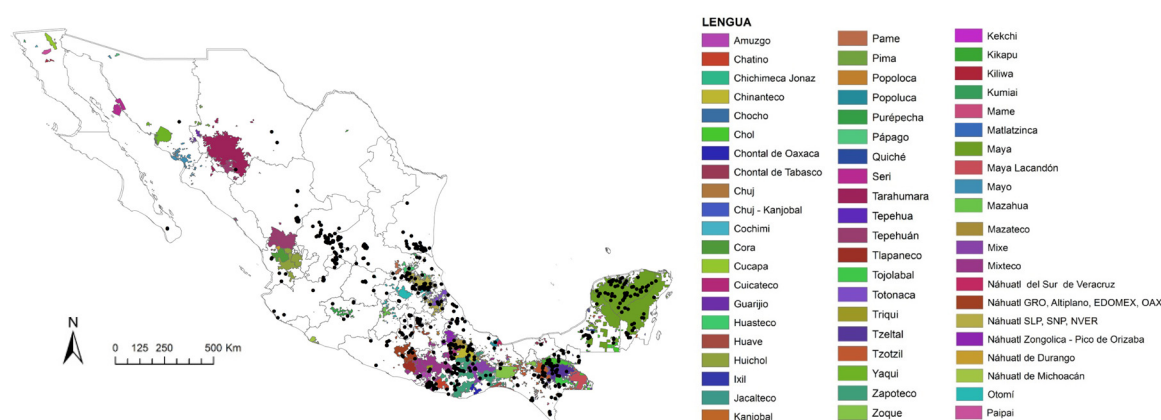 LENGUA
Amuzgo
Chatino
Chichimeca Jonaz
Chinanteco
Chocho
Chol
Chontal de Oaxaca
Chontal de Tabasco
Chuj
Chuj - Kanjobal
Cochimi
Cora
Cucapa
Cuicateco
Guarijio
Huasteco
Huave
Huichol
Ixil
Jacalteco
Kanjobal
Pame
Pima
Popoloca
Popoluca
Purépecha
Pápago
Quiché
Seri
Tarahumara
Tepehua
Tepehuán
Tlapaneco
Tojolabal
Totonaca
Triqui
Tzeltal
Tzotzil
Yaqui
Zapoteco
Zoque
Kekchi
Kikapu
Kiliwa
Kumiai
Mame
Matlatzinca
Maya
Maya Lacandón
Mayo
Mazahua
Mazateco
Mixe
Mixteco
Náhuatl del Sur de Veracruz
Náhuatl GRO, Altiplano, EDOMEX, OAX
Náhuatl SLP, SNP, NVER
Náhuatl Zongolica - Pico de Orizaba
Náhuatl de Durango
Náhuatl de Michoacán
Otomí
Paipai
N
0 125 250 500 Km